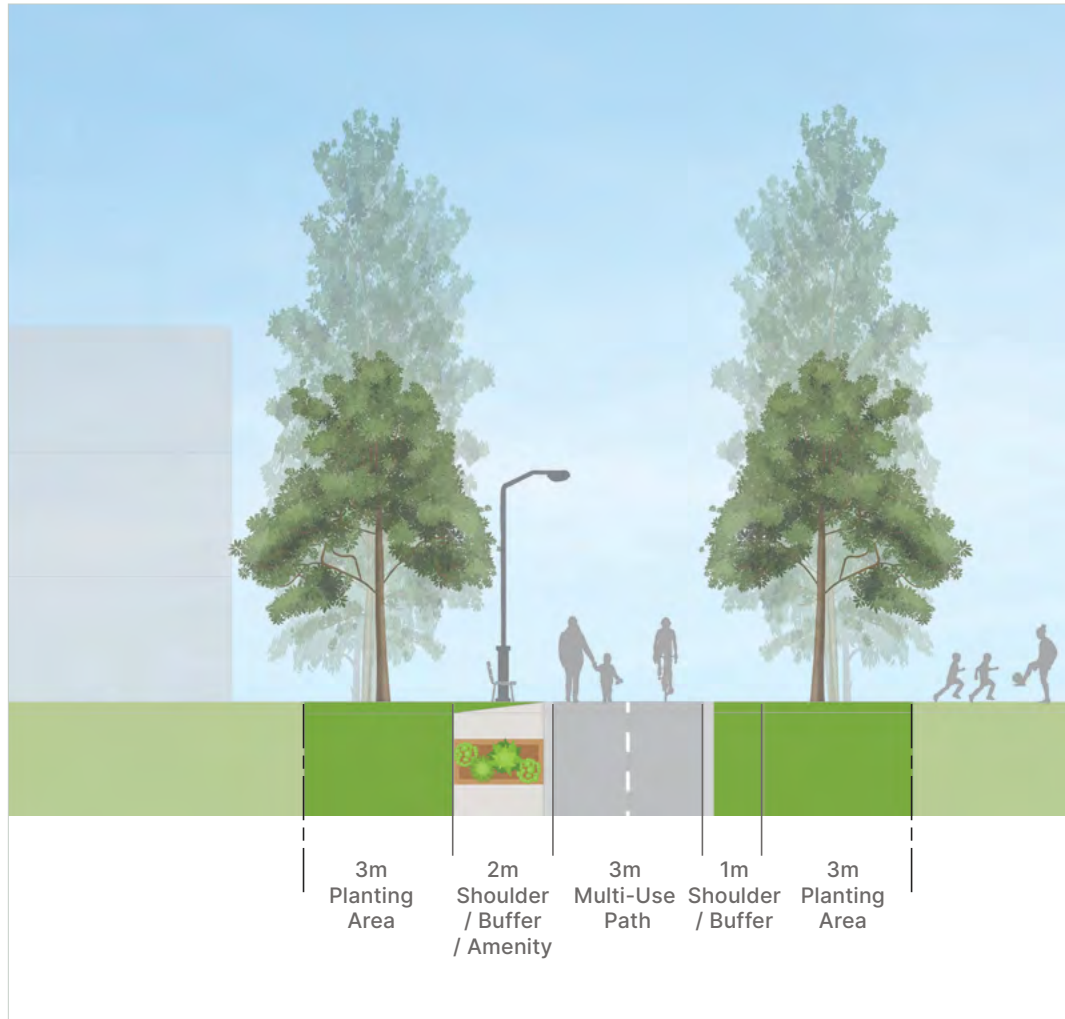 3m
Planting
Area
2m
Shoulder
/ Buffer
/ Amenity
3m
Multi-Use
Path
1m
Shoulder
/ Buffer
3m
Planting
Area